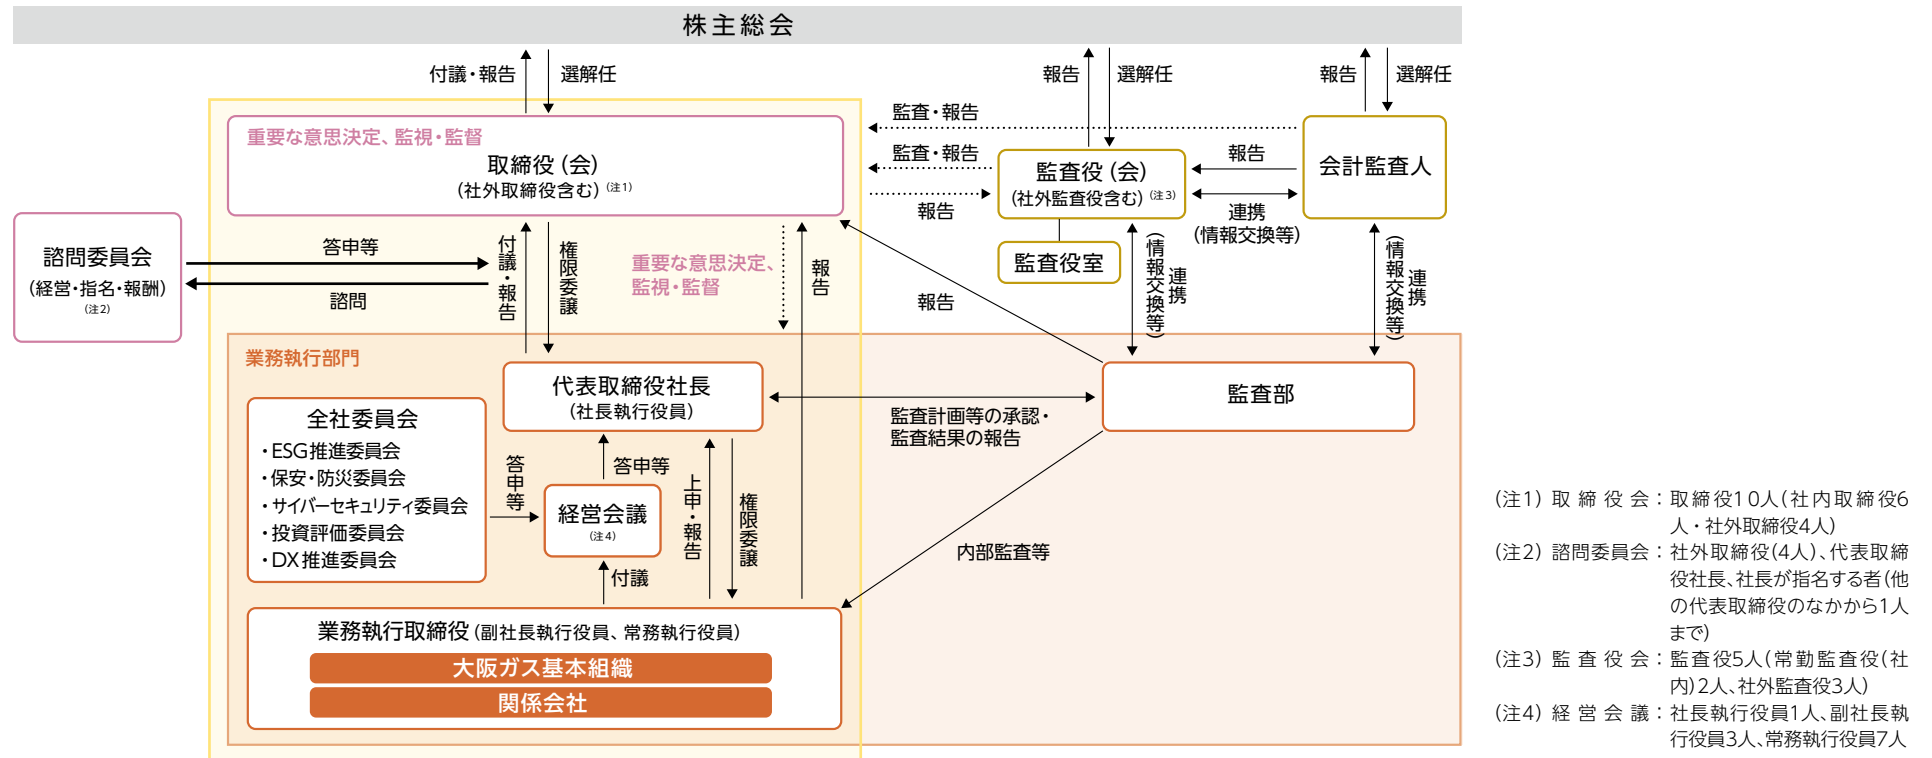 株主総会
付議・報告
選解任
報告
選解任
報告
選解任
重要な意思決定、監視・監督
取締役（会）
（社外取締役含む）（注1）
監査・報告
監査・報告
報告
監査役（会）
（社外監査役含む）（注3）
監査役室
報告
連携
（情報交換等）
会計監査人
諮問委員会
（経営・指名・報酬）
（注2）
答申等
諮問
付議・報告
権限委譲
重要な意思決定、
監視・監督
報告
報告
連携
（情報交換等）
連携
（情報交換等）
業務執行部門
代表取締役社長
（社長執行役員）
監査計画等の承認・
監査結果の報告
監査部
全社委員会
・ESG推進委員会
・保安・防災委員会
・サイバーセキュリティ委員会
・投資評価委員会
・DX推進委員会
答申等
答申等
経営会議
（注4）
付議
上申・報告
権限委譲
内部監査等
業務執行取締役（副社長執行役員、常務執行役員）
大阪ガス基本組織
関係会社
（注1）取締役会：取締役10人（社内取締役6
人・社外取締役4人）
（注2）諮問委員会：社外取締役（4人）、代表取締
役社長、社長が指名する者（他
の代表取締役のなかから1人
まで）
（注3）監査役会：監査役5人（常勤監査役（社
内）2人、社外監査役3人）
（注4）経営会議：社長執行役員1人、副社長執
行役員3人、常務執行役員7人